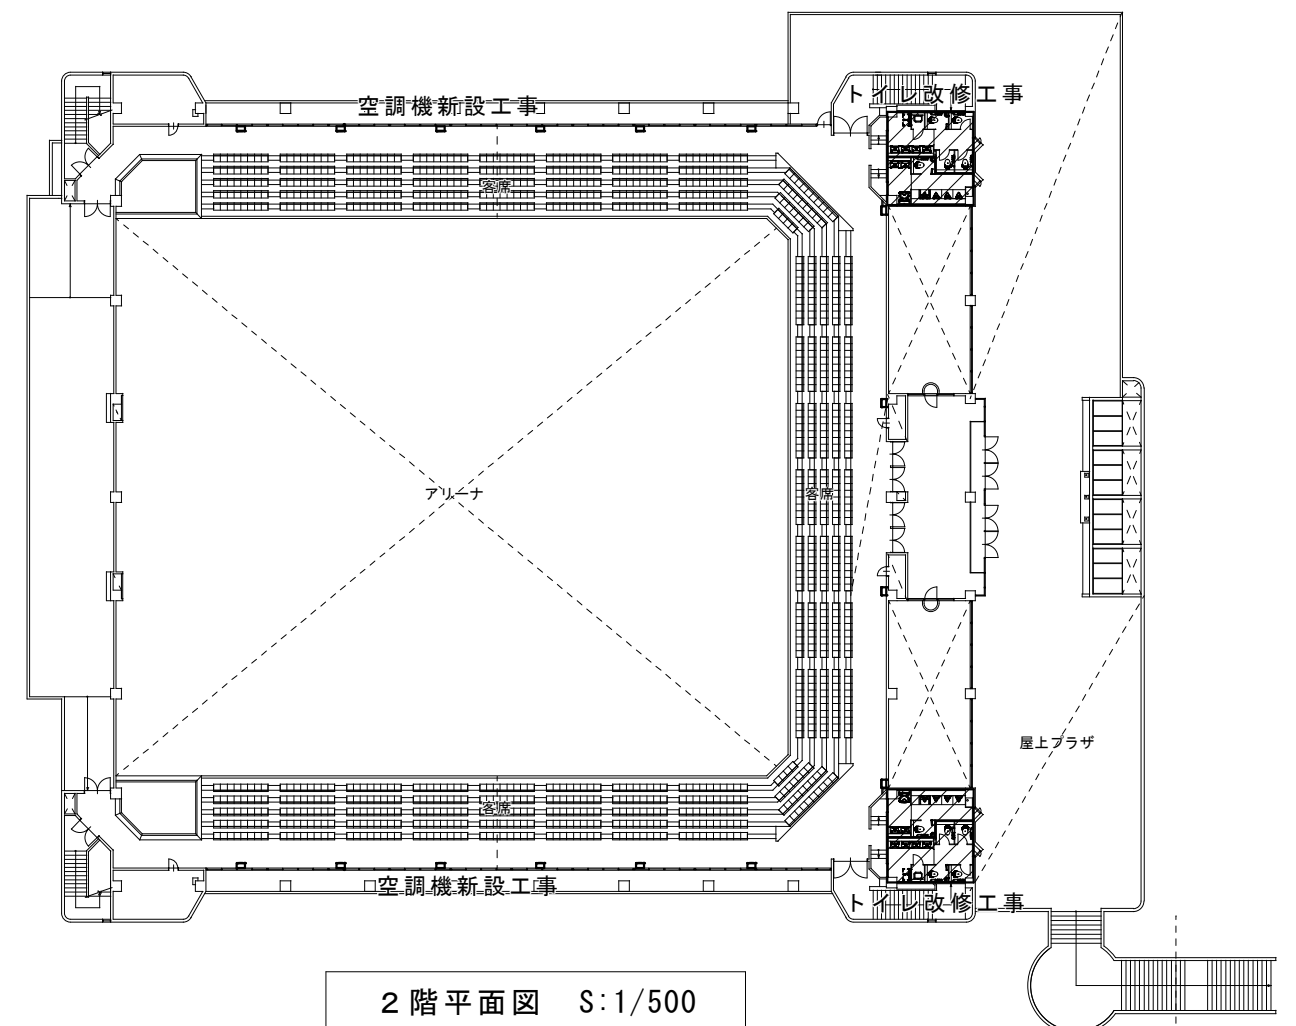 トイレ改修工事
空調機新設工事
客席
アリーナ
客席
屋上プラザ
客席
空調機新設工事
トイレ改修工事
２階平面図　S:1/500